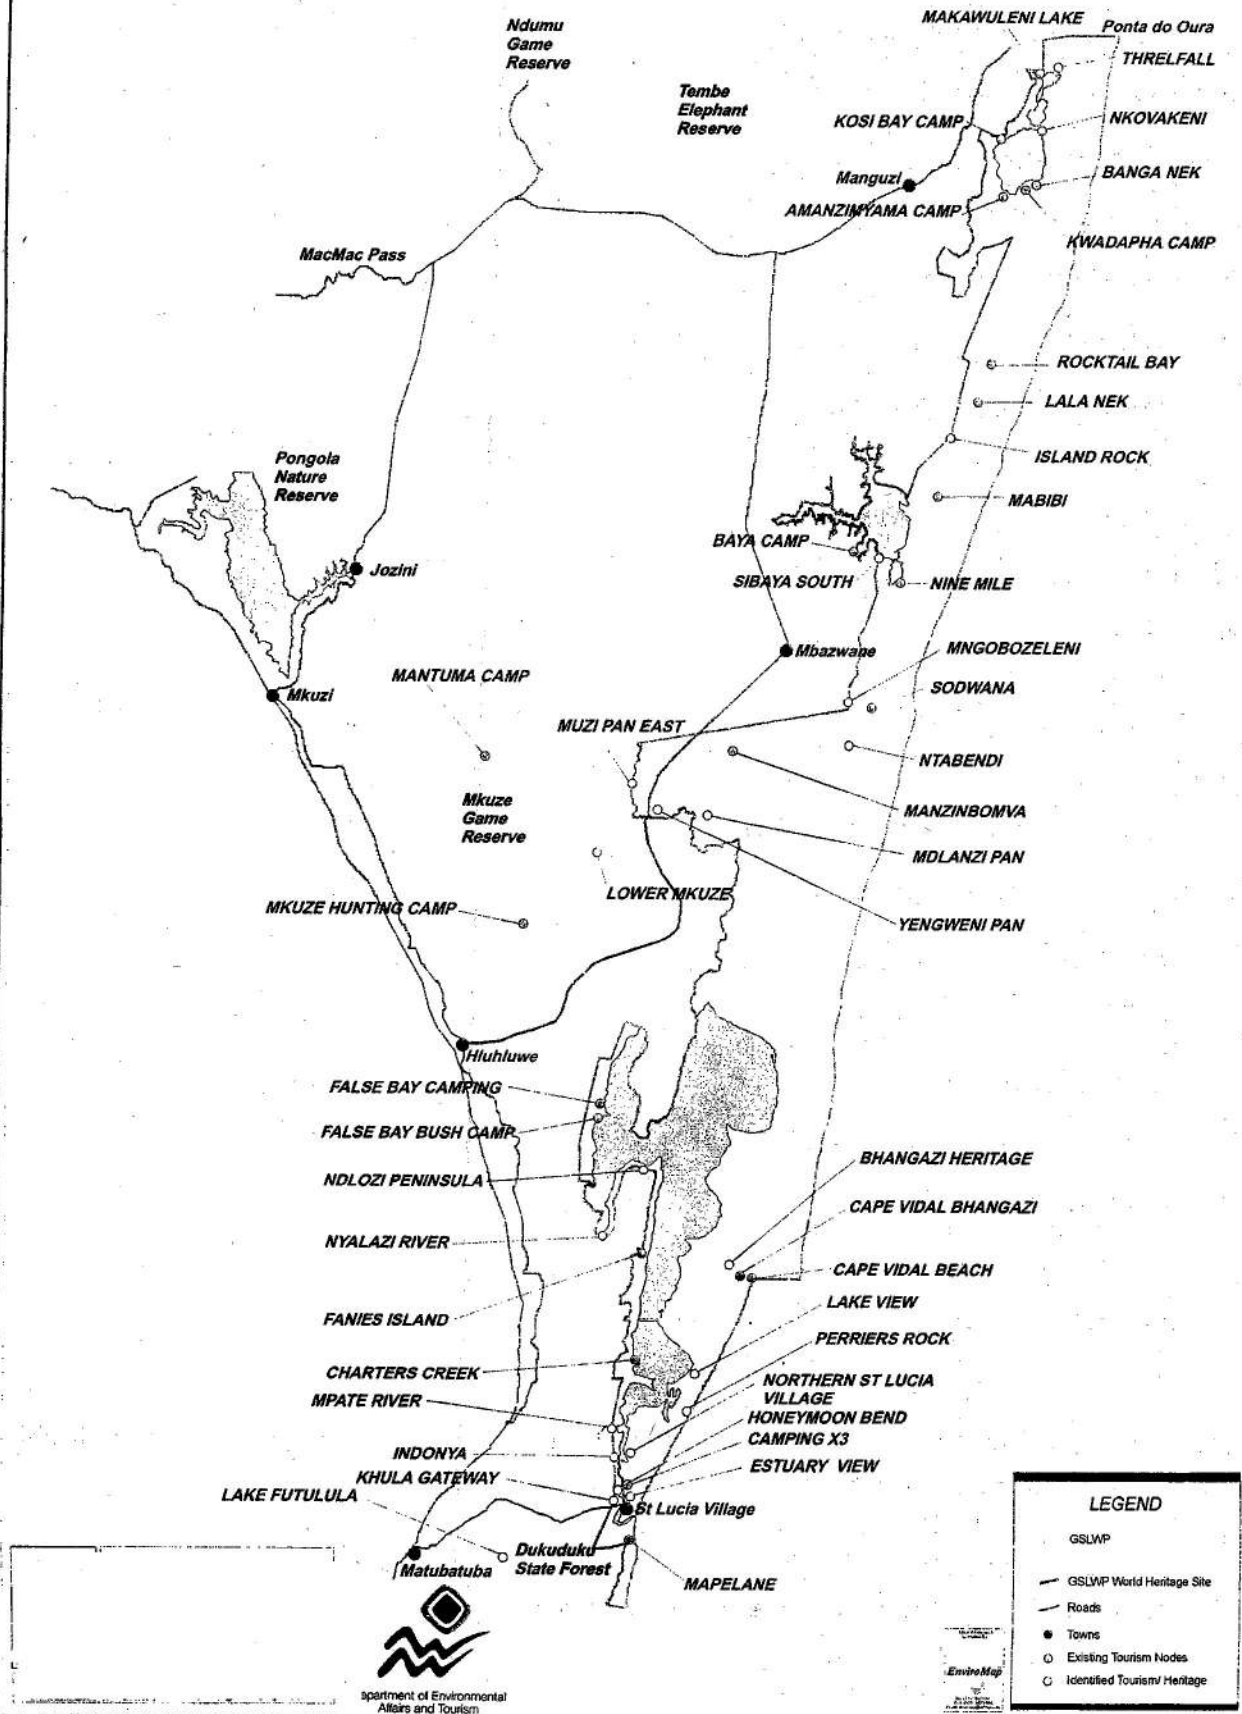 MAKAWULENI LAKE
Ponta do Oura
Ndumu
Game
Reserve
THRELFALL
Tembe
Elephant
Reserve
KOSI BAY CAMP
NKOVAKENI
Manguzi
BANGA NEK
AMANZIMYAMA CAMP
KWADAPHA CAMP
MacMac Pass
ROCKTAIL BAY
LALA NEK
ISLAND ROCK
Pongola
Nature
Reserve
MABIBI
BAYA CAMP
Jozini
SIBAYA SOUTH
NINE MILE
Mbazwane
MNGOBOZELENI
MANTUMA CAMP
SODWANA
Mkuzi
MUZI PAN EAST
NTABENDI
Mkuze
Game
Reserve
MANZINBOMVA
MDLANZI PAN
LOWER MKUZE
MKUZE HUNTING CAMP
YENGWENI PAN
Hluhluwe
FALSE BAY CAMPING
FALSE BAY BUSH CAMP
BHANGAZI HERITAGE
NDLOZI PENINSULA
CAPE VIDAL BHANGAZI
NYALAZI RIVER
CAPE VIDAL BEACH
LAKE VIEW
FANIES ISLAND
PERRIERS ROCK
CHARTERS CREEK
NORTHERN ST LUCIA
VILLAGE
MPATE RIVER
HONEYMOON BEND
CAMPING X3
INDONYA
ESTUARY VIEW
KHULA GATEWAY
LAKE FUTULULA
St Lucia Village
Dukuduku
State Forest
Matubatuba
MAPELANE
LEGEND
GSLWP
GSLWP World Heritage Site
Roads
Towns
Existing Tourism Nodes
Identified Tourism/ Heritage
EnviroMap
epartment of Environmental
Affairs and Tourism